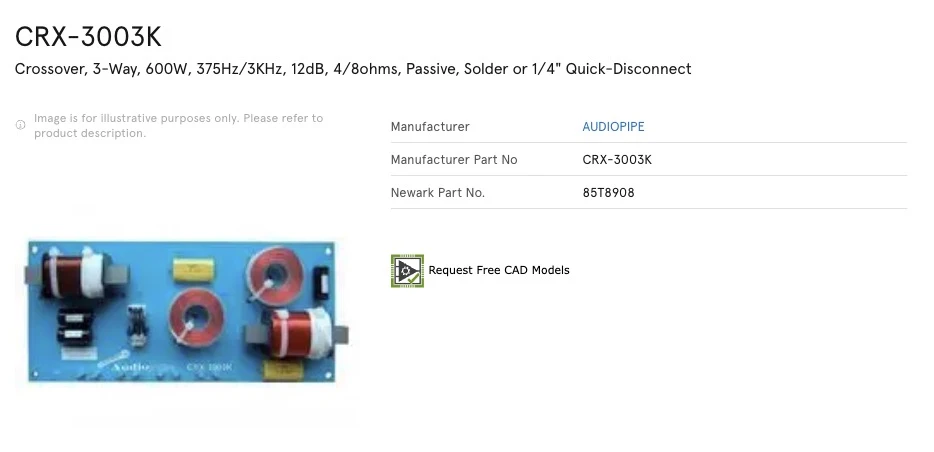 CRX-3003K
Crossover, 3-Way, 600W, 375Hz/3KHz, 12dB, 4/8ohms, Passive, Solder or 1/4" Quick-Disconnect
Image is for illustrative purposes only. Please refer to
product description.
Manufacturer AUDIOPIPE
Manufacturer Part No CRX-3003K
Newark Part No. 85T8908
Request Free CAD Models
Audio
CRX-3003K